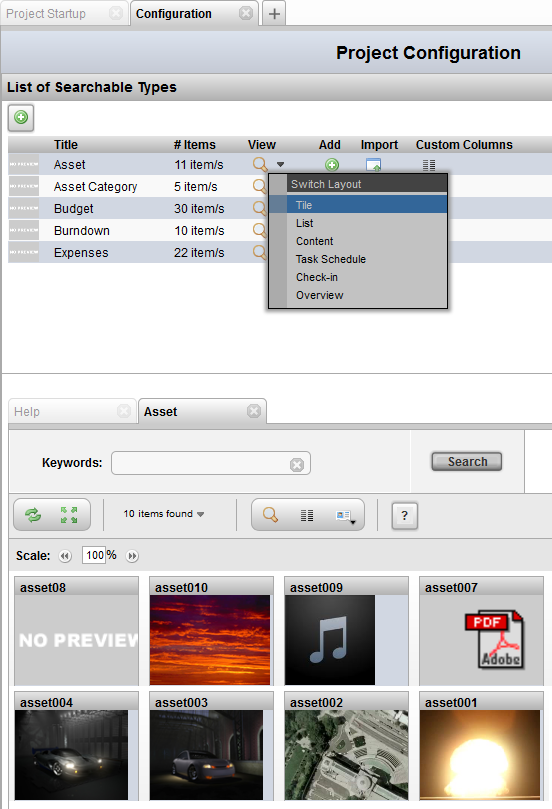 Project Startup Configuration +
Project Configuration
List of Searchable Types
Title # Items View Add Import Custom Columns
Asset 11 item/s
Switch Layout
Asset Category 5 item/s
Tile
Budget 30 item/s
List
Burndown 10 item/s
Content
Expenses 22 item/s
Task Schedule
Check-in
Overview
Help Asset
Keywords: Search
10 items found ?
Scale: 100 %
asset08 asset010 asset009 asset007
NO PREVIEW
PDF
Adobe
asset004 asset003 asset002 asset001